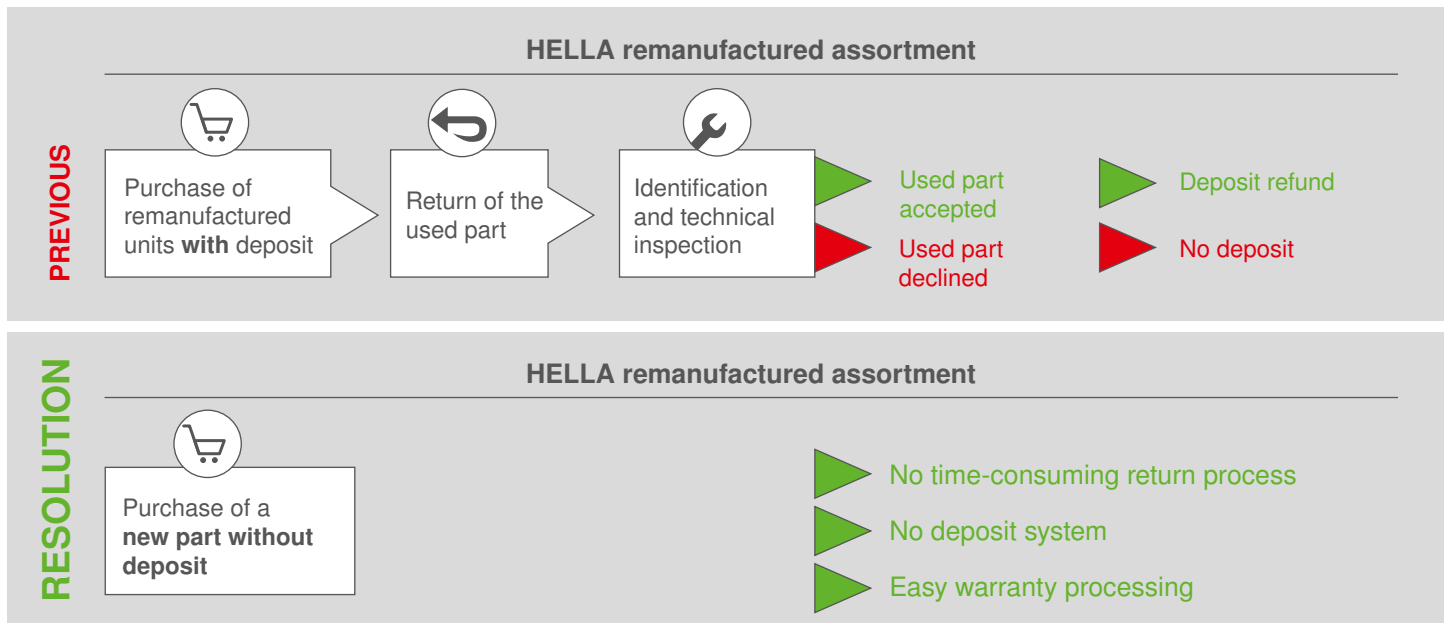 HELLA remanufactured assortment
PREVIOUS
Purchase of
remanufactured
units with deposit
Return of the
used part
Identification
and technical
inspection
Used part
accepted
Deposit refund
Used part
declined
No deposit
HELLA remanufactured assortment
RESOLUTION
Purchase of a
new part without
deposit
No time-consuming return process
No deposit system
Easy warranty processing